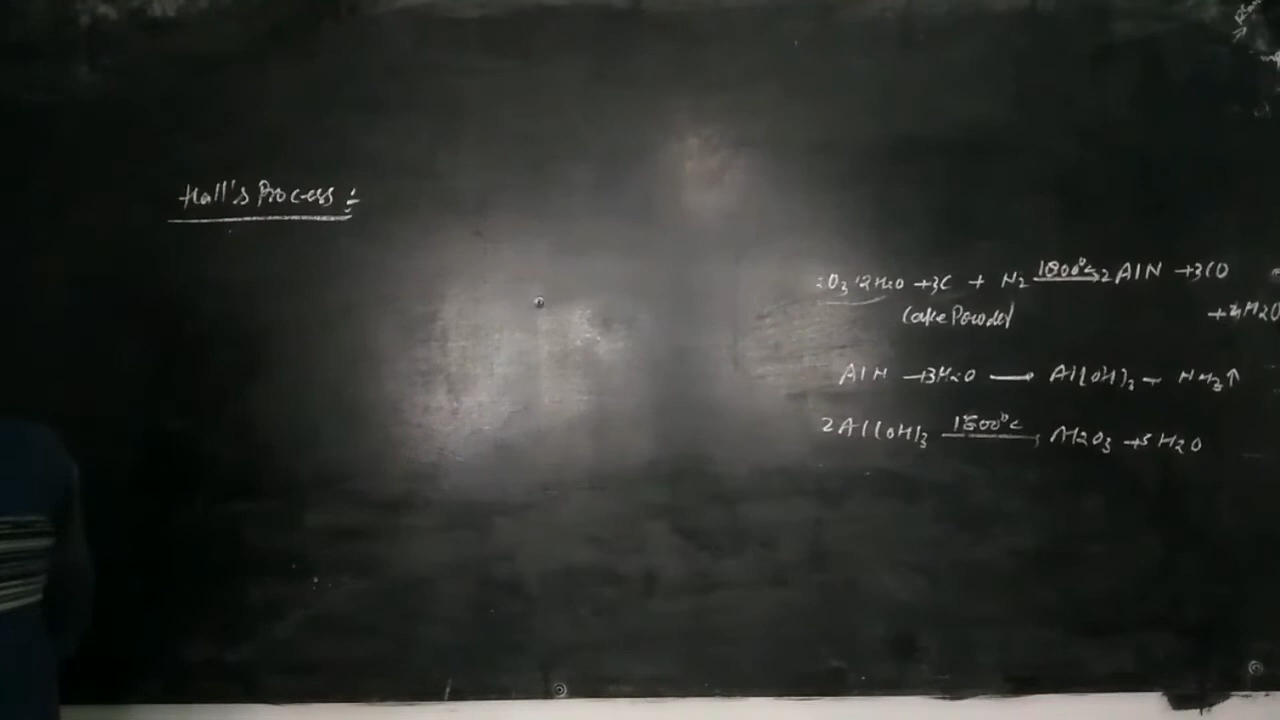 Hall's Process :-
2O3·2H2O +3C + N2 1800°C 2AlN +3CO
Coke Powder +2H2O
AlN +3H2O ⟶ Al(OH)3 + NH3↑
2Al(OH)3 1500°C Al2O3 +3H2O